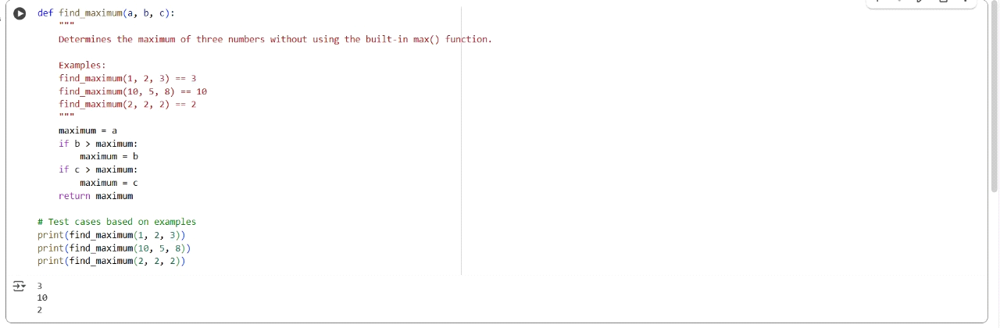 def find_maximum(a, b, c):
    """
    Determines the maximum of three numbers without using the built-in max() function.

    Examples:
    find_maximum(1, 2, 3) == 3
    find_maximum(10, 5, 8) == 10
    find_maximum(2, 2, 2) == 2
    """
    maximum = a
    if b > maximum:
        maximum = b
    if c > maximum:
        maximum = c
    return maximum

# Test cases based on examples
print(find_maximum(1, 2, 3))
print(find_maximum(10, 5, 8))
print(find_maximum(2, 2, 2))
3
10
2